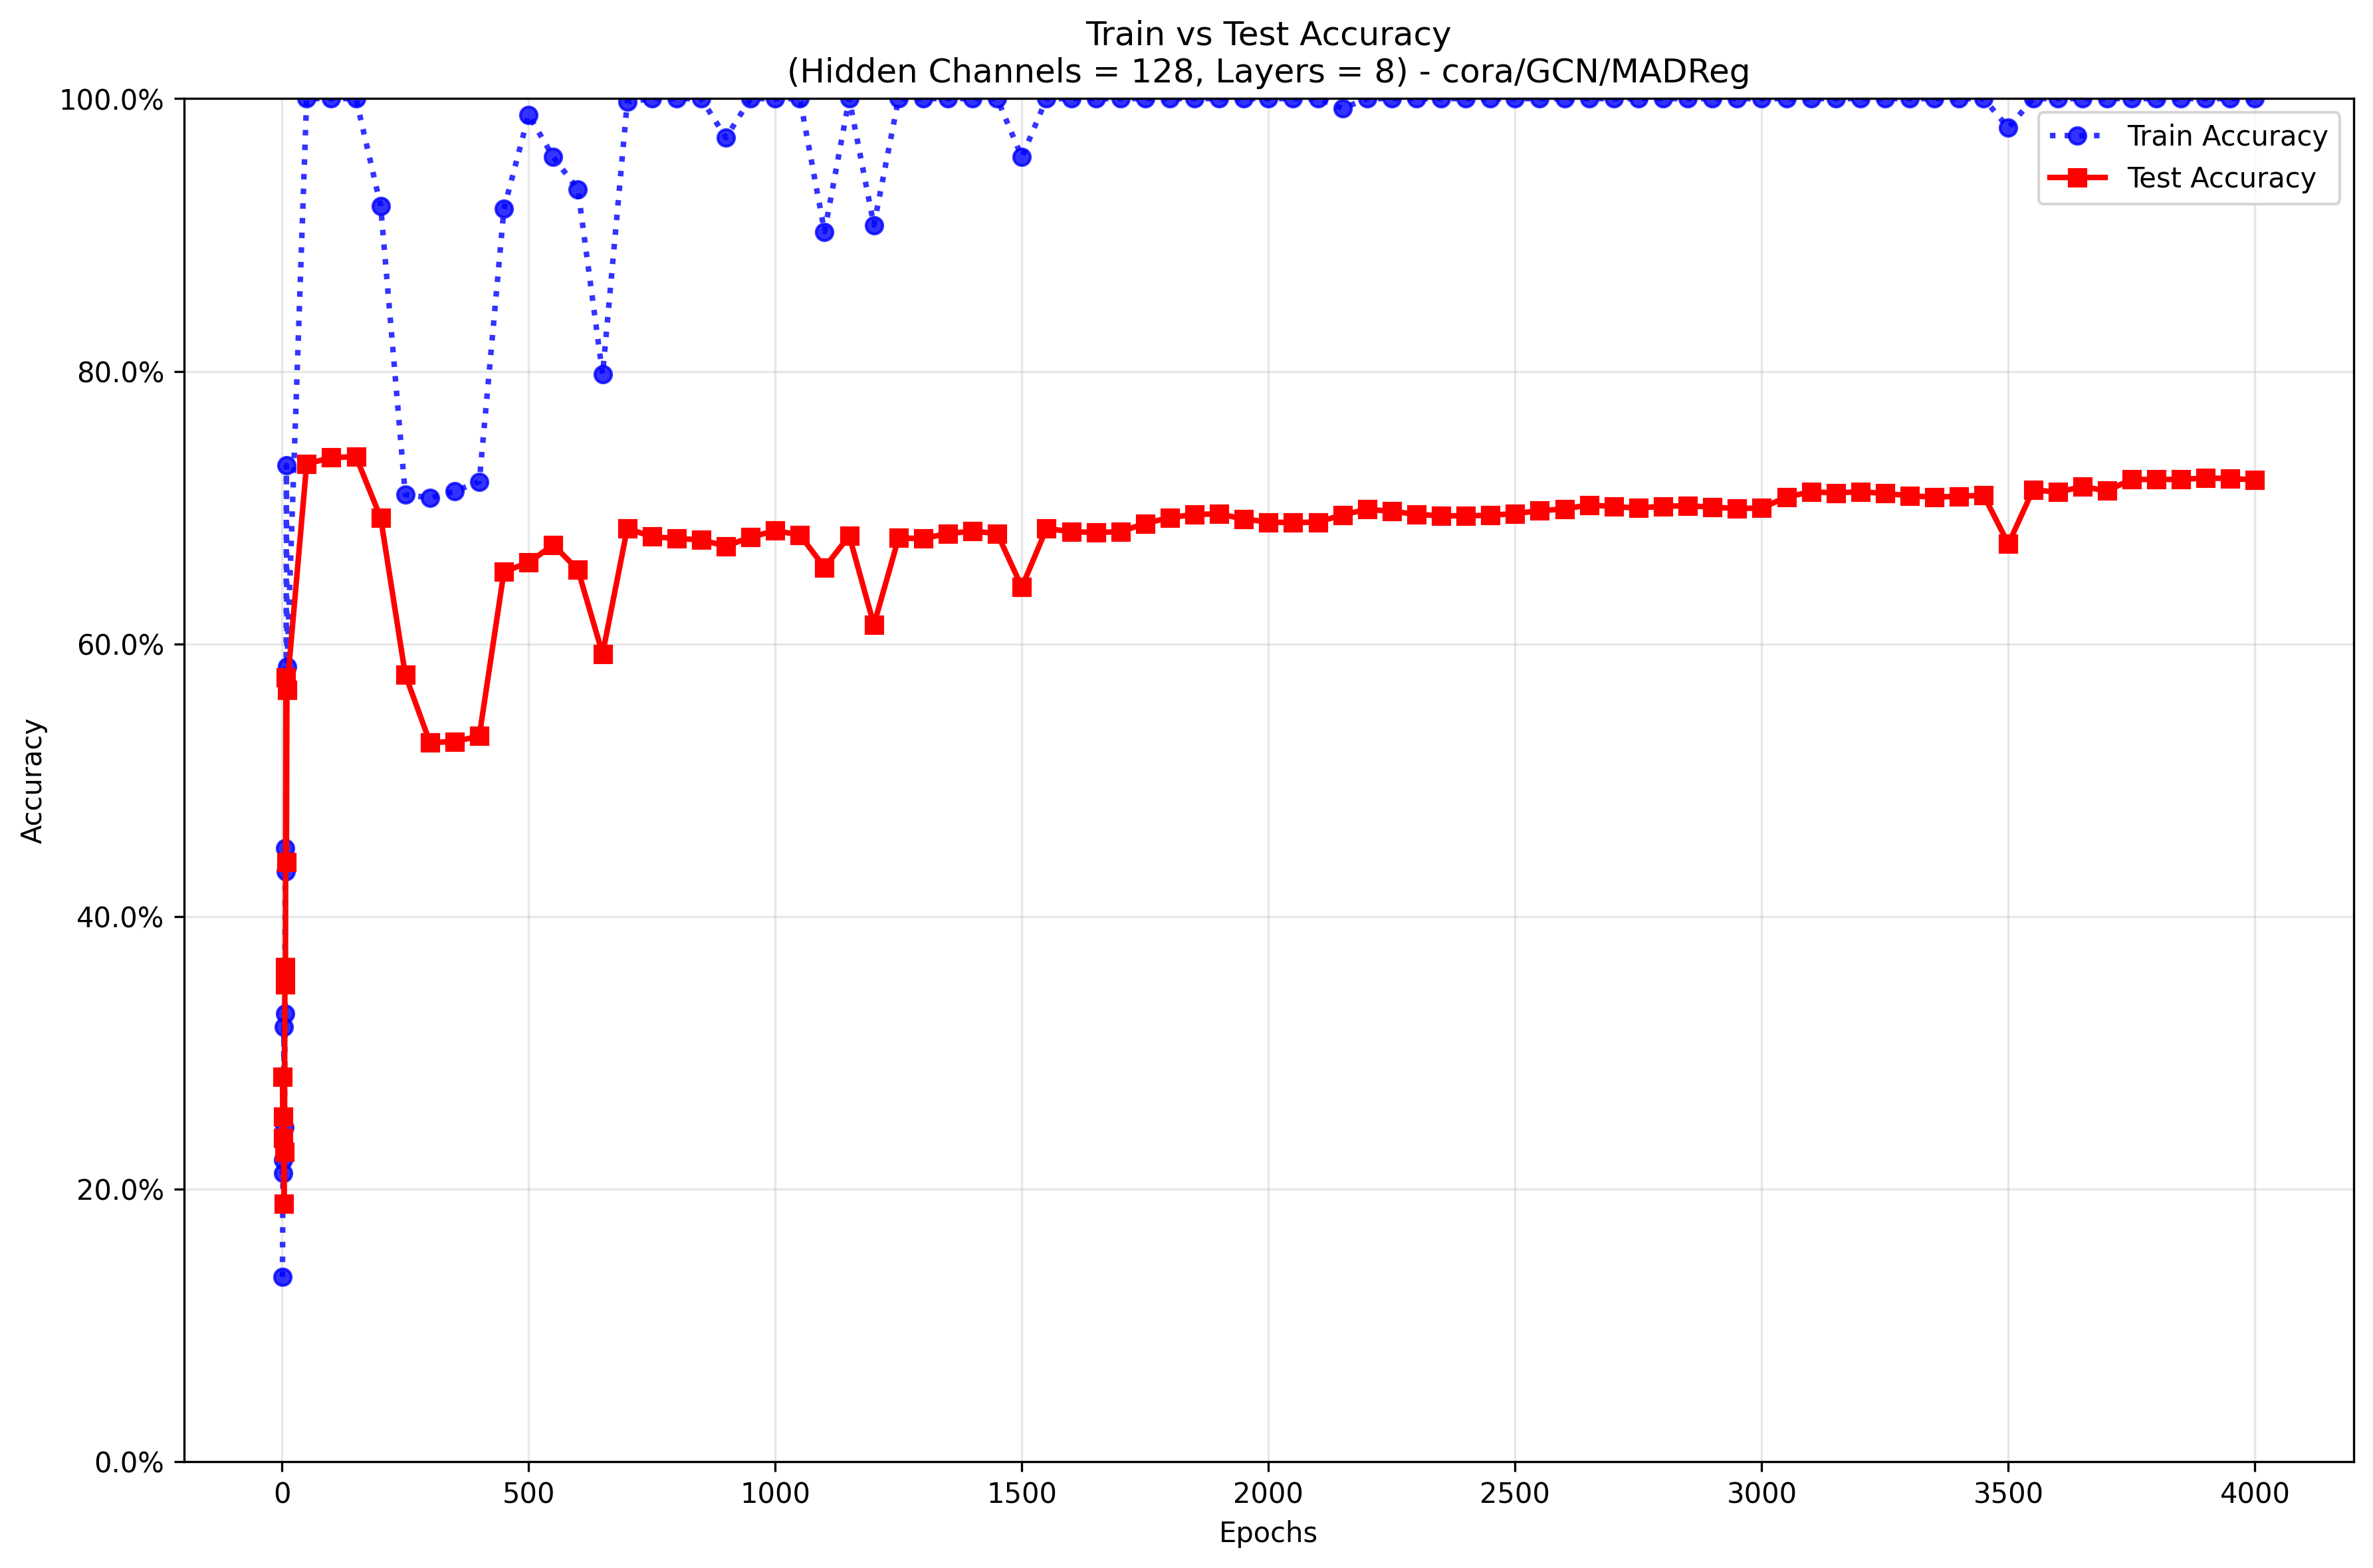 Train vs Test Accuracy
(Hidden Channels = 128, Layers = 8) - cora/GCN/MADReg
100.0%
80.0%
60.0%
40.0%
20.0%
0.0%
Accuracy
Train Accuracy
Test Accuracy
0 500 1000 1500 2000 2500 3000 3500 4000
Epochs